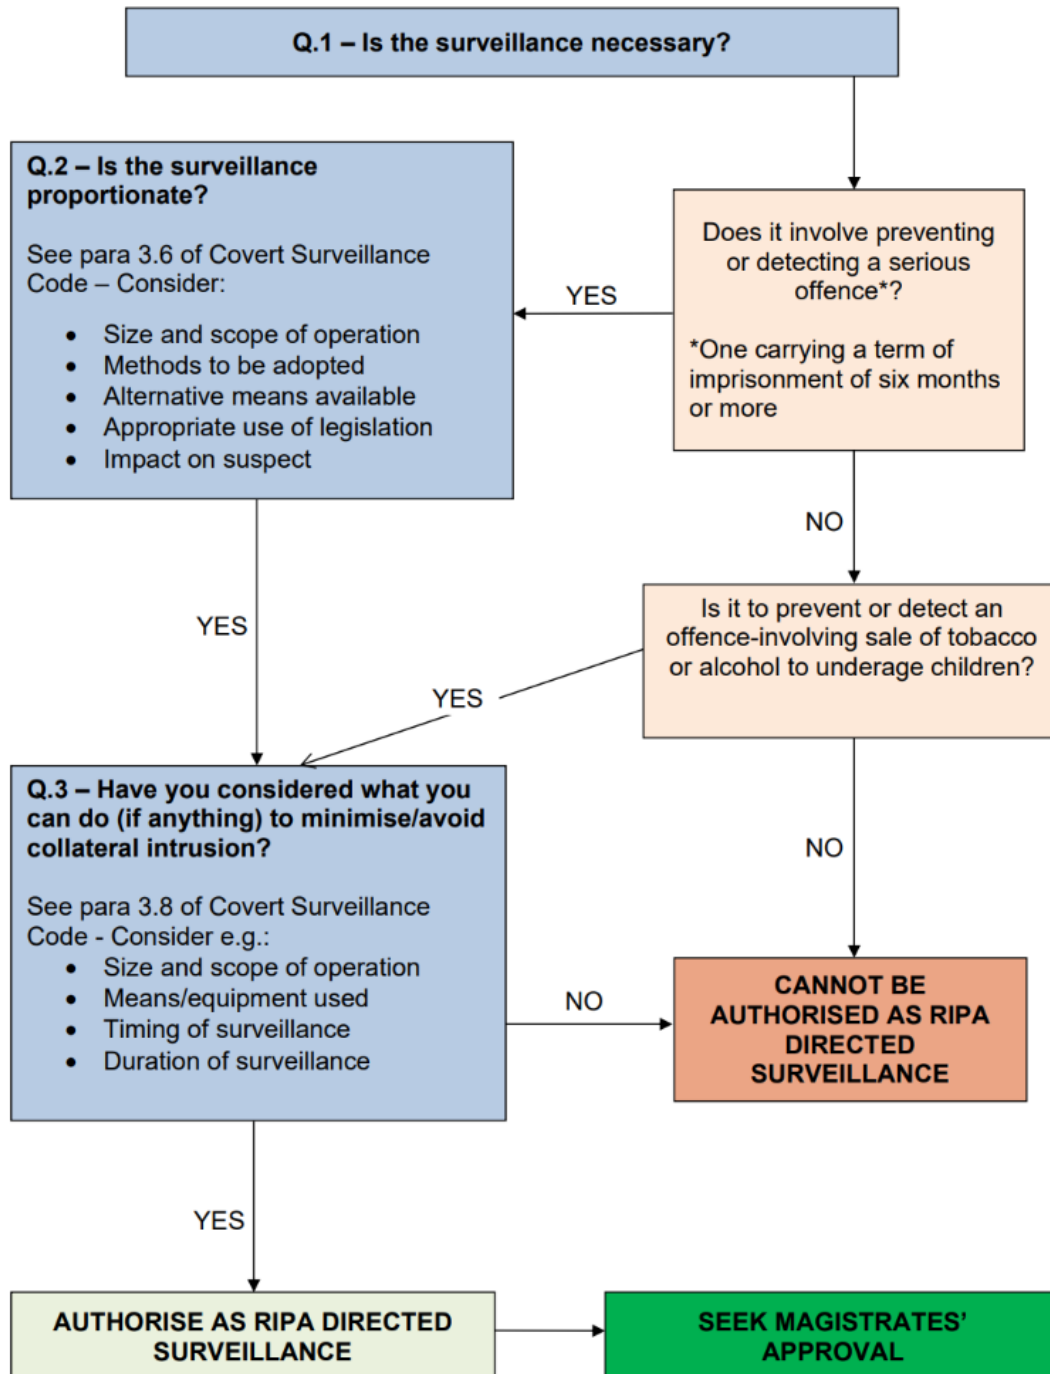 Q.1 – Is the surveillance necessary?
Q.2 – Is the surveillance
proportionate?
See para 3.6 of Covert Surveillance
Code – Consider:
• Size and scope of operation
• Methods to be adopted
• Alternative means available
• Appropriate use of legislation
• Impact on suspect
YES
Does it involve preventing
or detecting a serious
offence*?
*One carrying a term of
imprisonment of six months
or more
NO
YES
Is it to prevent or detect an
offence-involving sale of tobacco
or alcohol to underage children?
YES
NO
Q.3 – Have you considered what you
can do (if anything) to minimise/avoid
collateral intrusion?
See para 3.8 of Covert Surveillance
Code - Consider e.g.:
• Size and scope of operation
• Means/equipment used
• Timing of surveillance
• Duration of surveillance
NO
CANNOT BE
AUTHORISED AS RIPA
DIRECTED
SURVEILLANCE
YES
AUTHORISE AS RIPA DIRECTED
SURVEILLANCE
SEEK MAGISTRATES’
APPROVAL